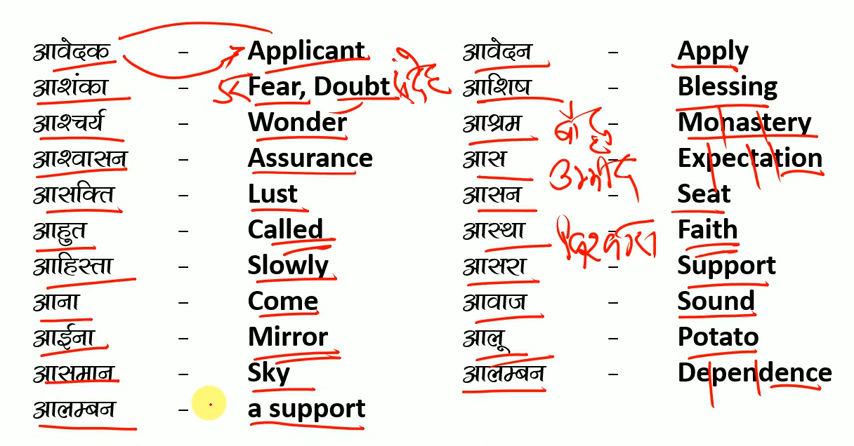 आवेदक - Applicant
आशंका - डर Fear, Doubt संदेह
आश्चर्य - Wonder
आश्वासन - Assurance
आसक्ति - Lust
आहुत - Called
आहिस्ता - Slowly
आना - Come
आईना - Mirror
आसमान - Sky
आलम्बन - a support
आवेदन - Apply
आशिष - Blessing
आश्रम - Monastery
आस - उम्मीद Expectation
आसन - Seat
आस्था - Faith
आसरा - Support
आवाज - Sound
आलू - Potato
आलम्बन - Dependence